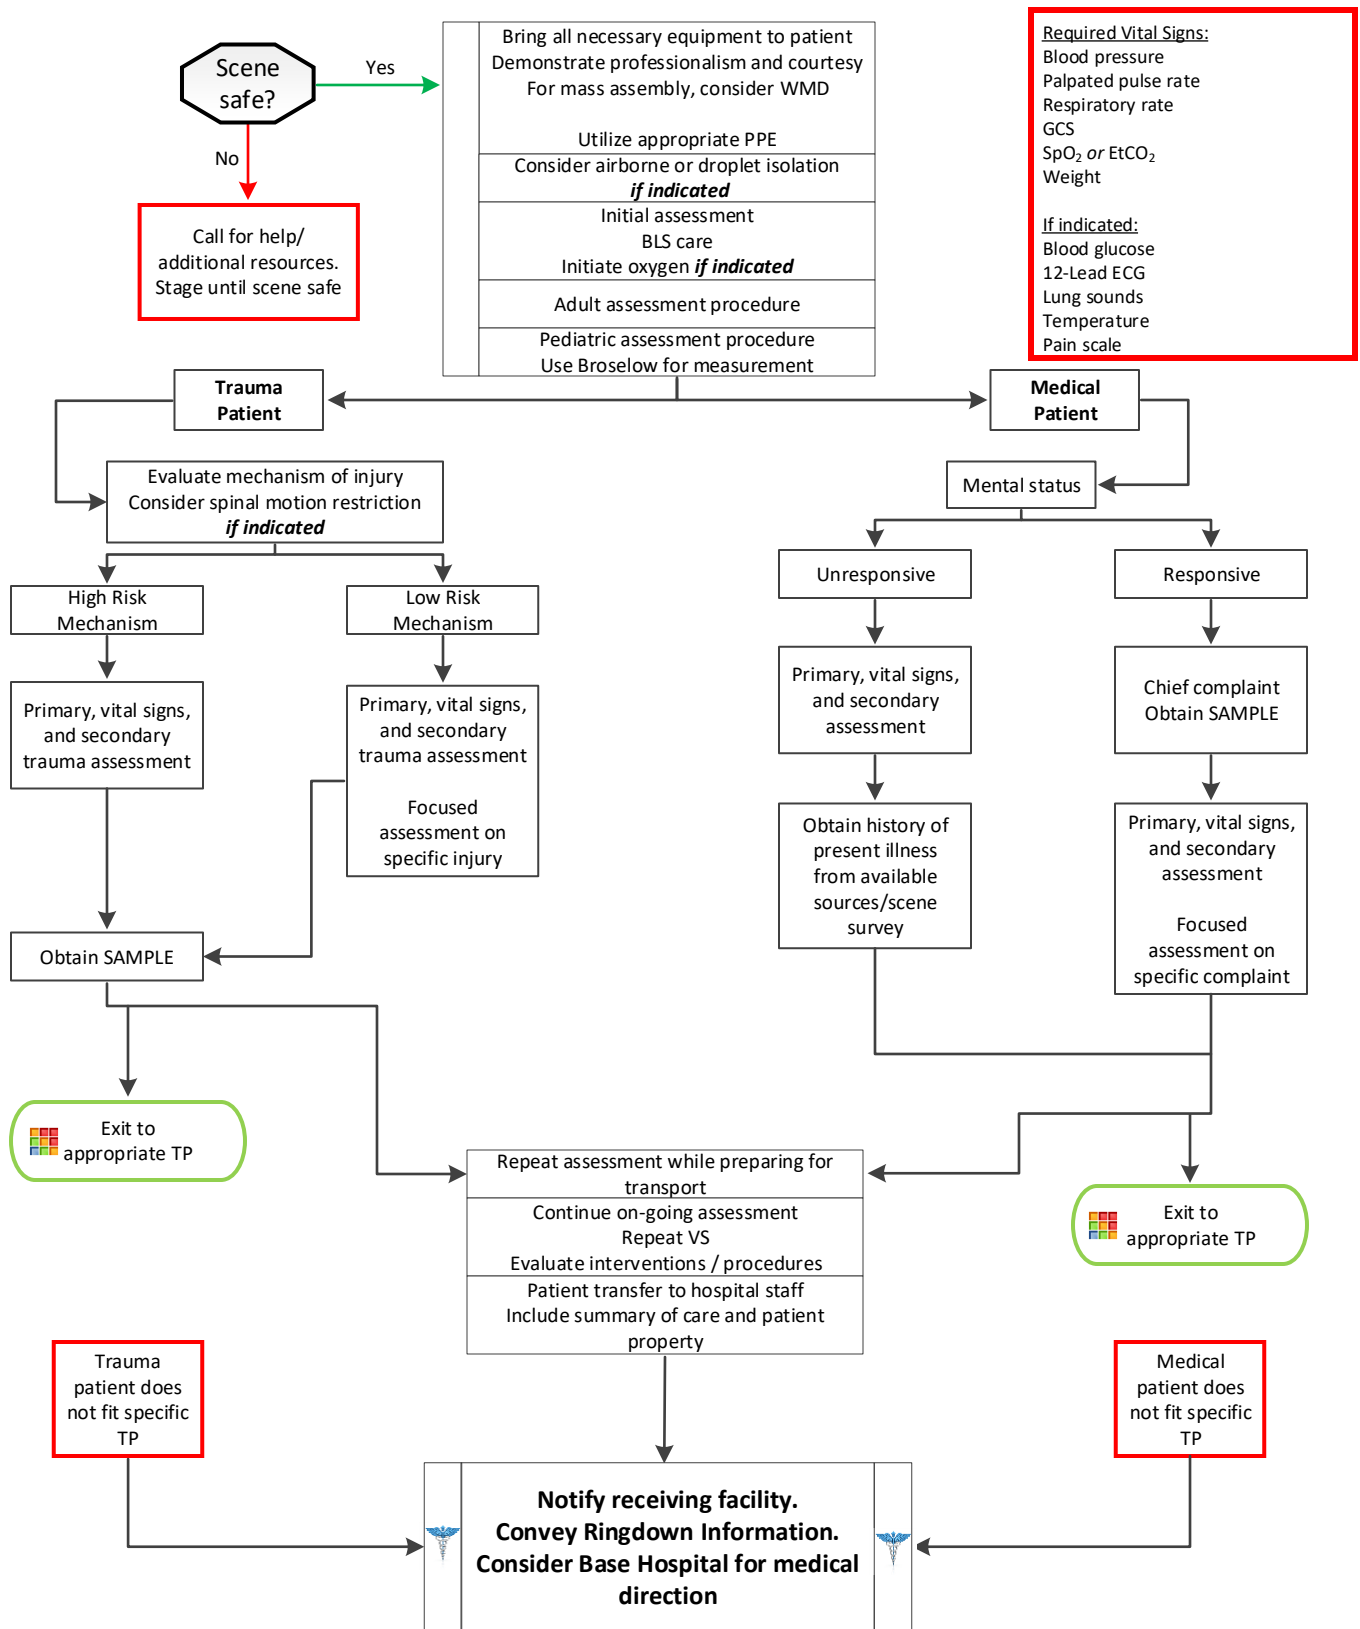 Scene
safe?
Yes
No
Call for help/
additional resources.
Stage until scene safe
Bring all necessary equipment to patient
Demonstrate professionalism and courtesy
For mass assembly, consider WMD
Utilize appropriate PPE
Consider airborne or droplet isolation
if indicated
Initial assessment
BLS care
Initiate oxygen if indicated
Adult assessment procedure
Pediatric assessment procedure
Use Broselow for measurement
Required Vital Signs:
Blood pressure
Palpated pulse rate
Respiratory rate
GCS
SpO₂ or EtCO₂
Weight
If indicated:
Blood glucose
12-Lead ECG
Lung sounds
Temperature
Pain scale
Trauma
Patient
Medical
Patient
Evaluate mechanism of injury
Consider spinal motion restriction
if indicated
Mental status
High Risk
Mechanism
Low Risk
Mechanism
Unresponsive
Responsive
Primary, vital signs,
and secondary
trauma assessment
Primary, vital signs,
and secondary
trauma assessment
Focused
assessment on
specific injury
Primary, vital signs,
and secondary
assessment
Chief complaint
Obtain SAMPLE
Obtain history of
present illness
from available
sources/scene
survey
Primary, vital signs,
and secondary
assessment
Focused
assessment on
specific complaint
Obtain SAMPLE
Exit to
appropriate TP
Repeat assessment while preparing for
transport
Continue on-going assessment
Repeat VS
Evaluate interventions / procedures
Patient transfer to hospital staff
Include summary of care and patient
property
Exit to
appropriate TP
Trauma
patient does
not fit specific
TP
Medical
patient does
not fit specific
TP
Notify receiving facility.
Convey Ringdown Information.
Consider Base Hospital for medical
direction